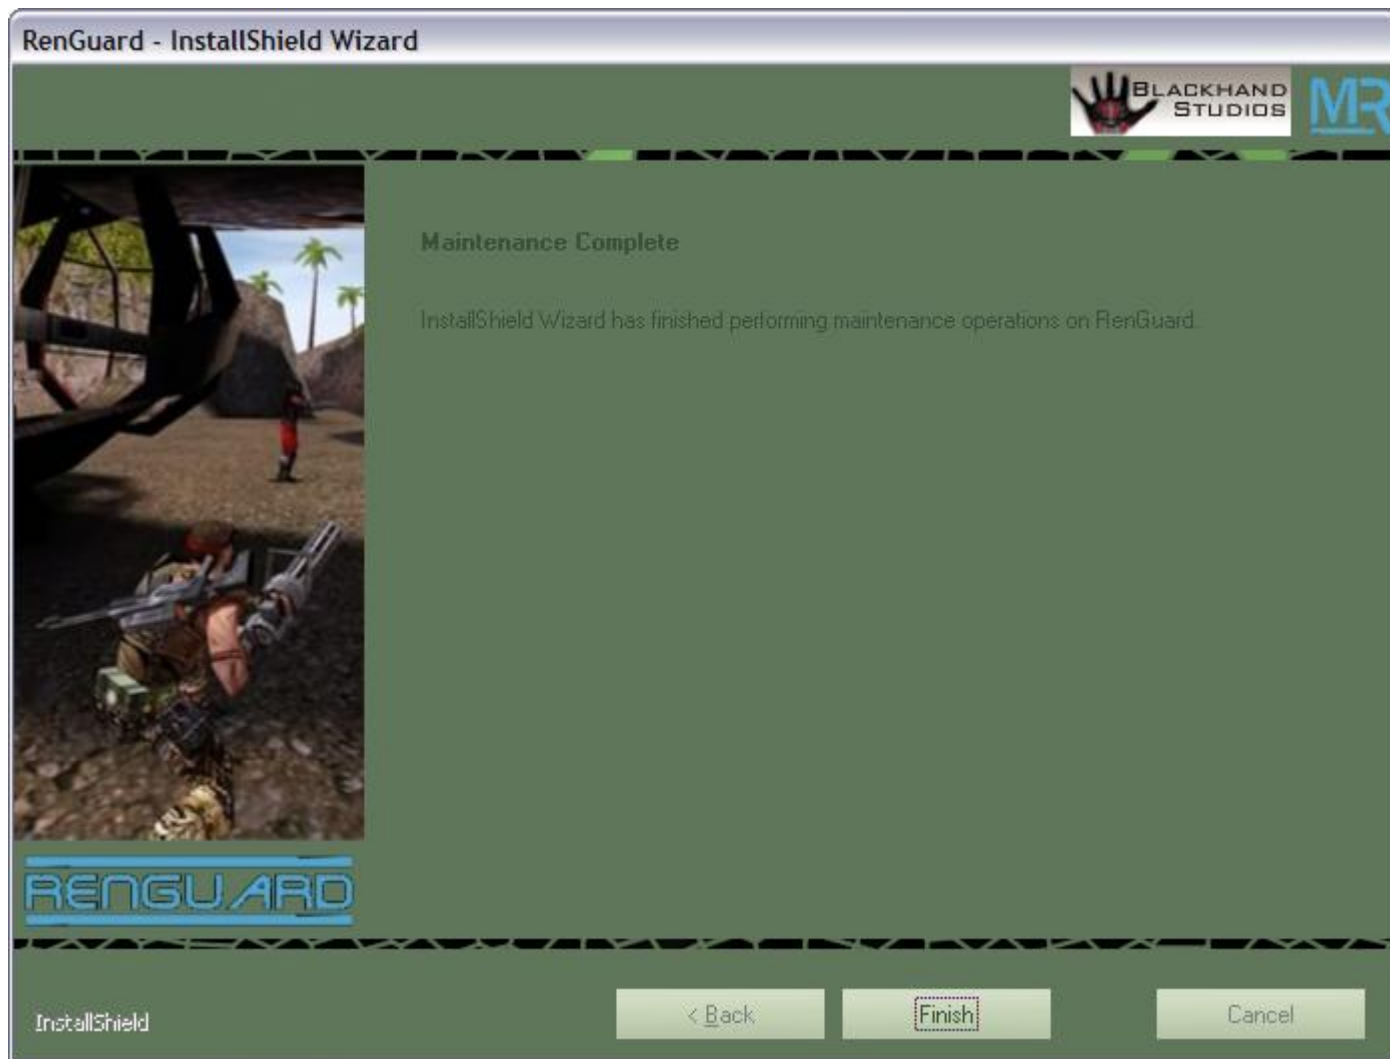 RenGuard - InstallShield Wizard
BLACKHAND
STUDIOS
MR
Maintenance Complete
InstallShield Wizard has finished performing maintenance operations on RenGuard.
RENGUARD
InstallShield
< Back
Finish
Cancel